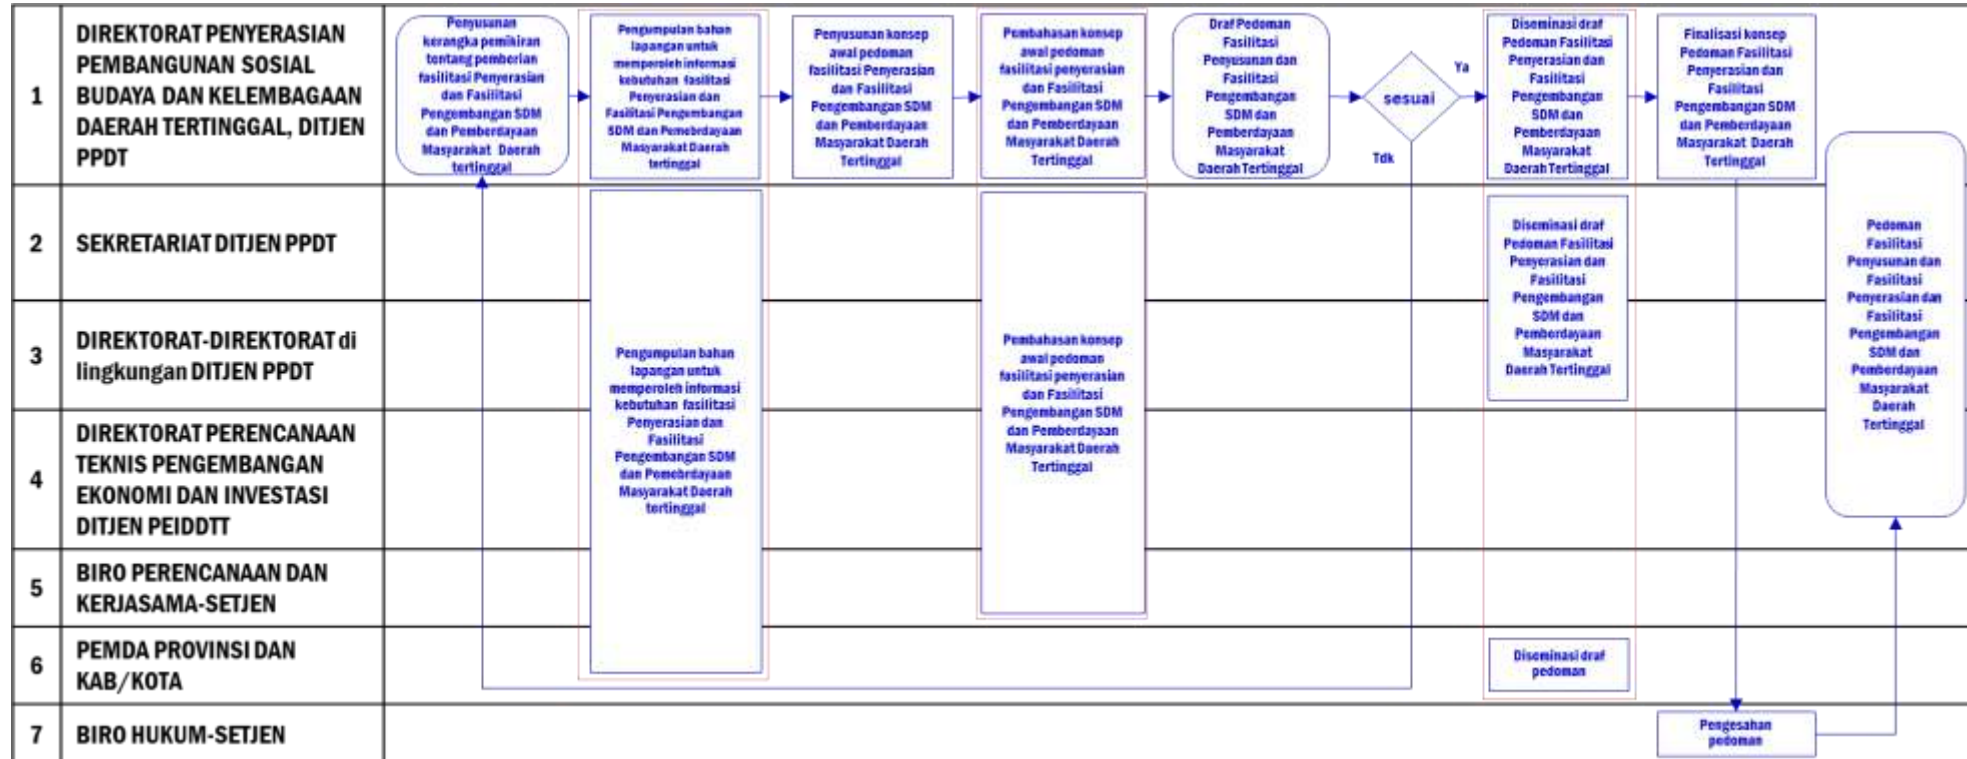 1
DIREKTORAT PENYERASIAN
PEMBANGUNAN SOSIAL
BUDAYA DAN KELEMBAGAAN
DAERAH TERTINGGAL, DITJEN
PPDT
Penyusunan
kerangka pemikiran
tentang pemberian
fasilitasi Penyerasian
dan Fasilitasi
Pengembangan SDM
dan Pemberdayaan
Masyarakat Daerah
tertinggal
Pengumpulan bahan
lapangan untuk
memperoleh informasi
kebutuhan fasilitasi
Penyerasian dan
Fasilitasi Pengembangan
SDM dan Pemebrdayaan
Masyarakat Daerah
tertinggal
Penyusunan konsep
awal pedoman
fasilitasi Penyerasian
dan Fasilitasi
Pengembangan SDM
dan Pemberdayaan
Masyarakat Daerah
Tertinggal
Pembahasan konsep
awal pedoman
fasilitasi penyerasian
dan Fasilitasi
Pengembangan SDM
dan Pemberdayaan
Masyarakat Daerah
Tertinggal
Draf Pedoman
Fasilitasi
Penyusunan dan
Fasilitasi
Pengembangan
SDM dan
Pemberdayaan
Masyarakat
Daerah Tertinggal
sesuai
Ya
Tdk
Diseminasi draf
Pedoman Fasilitasi
Penyerasian dan
Fasilitasi
Pengembangan
SDM dan
Pemberdayaan
Masyarakat
Daerah Tertinggal
Finalisasi konsep
Pedoman Fasilitasi
Penyerasian dan
Fasilitasi
Pengembangan SDM
dan Pemberdayaan
Masyarakat Daerah
Tertinggal
2
SEKRETARIAT DITJEN PPDT
Diseminasi draf
Pedoman Fasilitasi
Penyerasian dan
Fasilitasi
Pengembangan
SDM dan
Pemberdayaan
Masyarakat
Daerah Tertinggal
Pedoman
Fasilitasi
Penyusunan dan
Fasilitasi
Penyerasian dan
Fasilitasi
Pengembangan
SDM dan
Pemberdayaan
Masyarakat
Daerah
Tertinggal
3
DIREKTORAT-DIREKTORAT di
lingkungan DITJEN PPDT
Pengumpulan bahan
lapangan untuk
memperoleh informasi
kebutuhan fasilitasi
Penyerasian dan
Fasilitasi
Pengembangan SDM
dan Pemebrdayaan
Masyarakat Daerah
tertinggal
Pembahasan konsep
awal pedoman
fasilitasi penyerasian
dan Fasilitasi
Pengembangan SDM
dan Pemberdayaan
Masyarakat Daerah
Tertinggal
4
DIREKTORAT PERENCANAAN
TEKNIS PENGEMBANGAN
EKONOMI DAN INVESTASI
DITJEN PEIDDTT
5
BIRO PERENCANAAN DAN
KERJASAMA-SETJEN
6
PEMDA PROVINSI DAN
KAB/KOTA
Diseminasi draf
pedoman
7
BIRO HUKUM-SETJEN
Pengesahan
pedoman